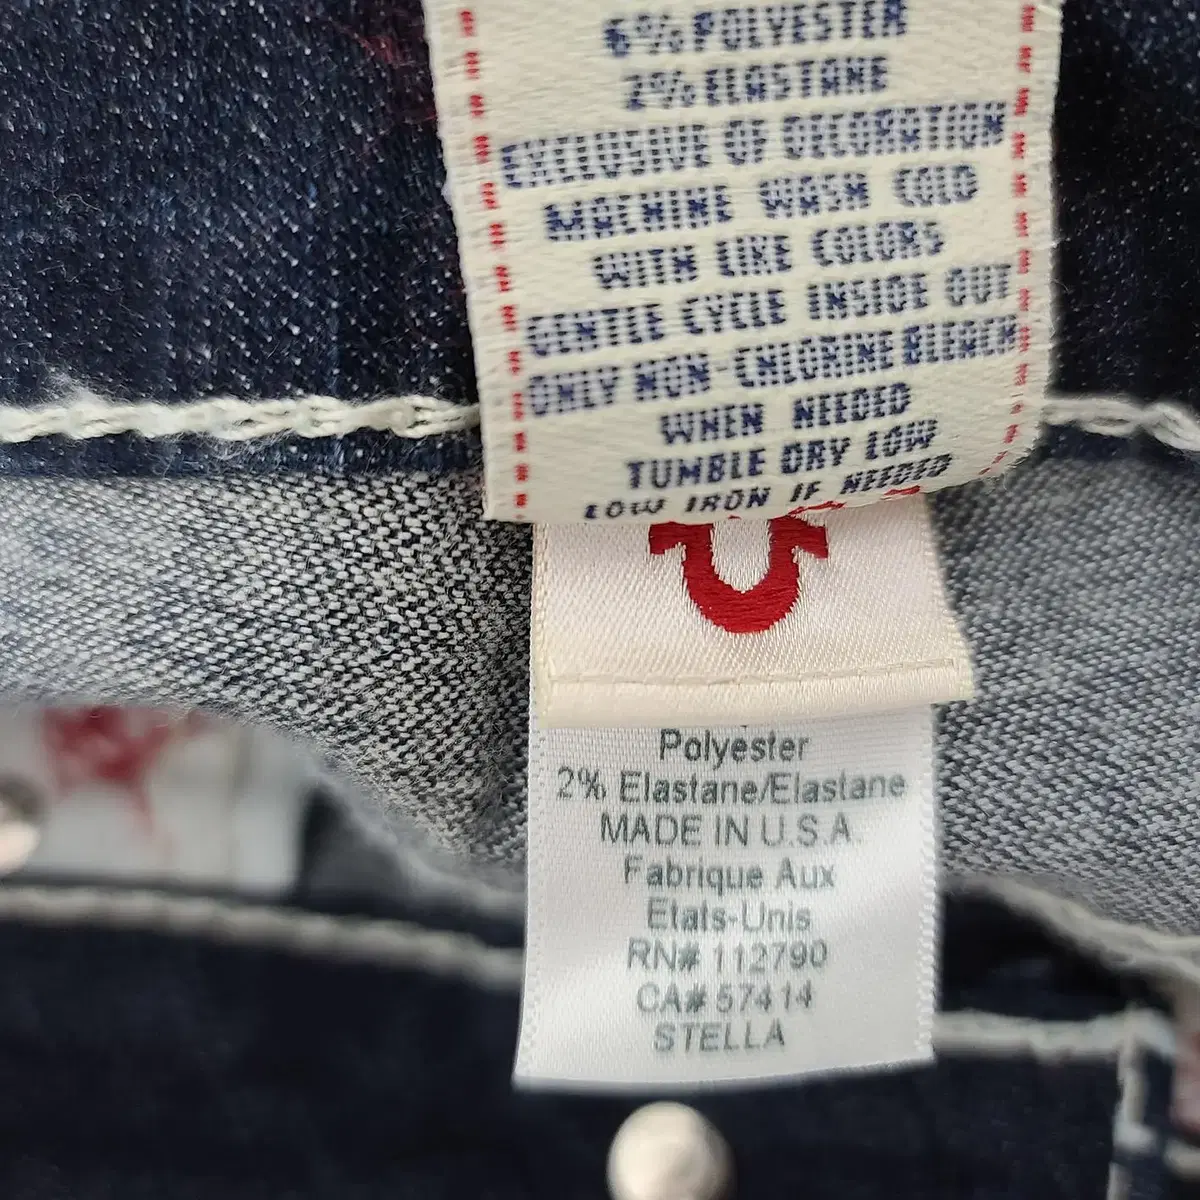 6% POLYESTER
2% ELASTANE
EXCLUSIVE OF DECORATION
MACHINE WASH COLD
WITH LIKE COLORS
GENTLE CYCLE INSIDE OUT
ONLY NON-CHLORINE BLEACH
WHEN NEEDED
TUMBLE DRY LOW
LOW IRON IF NEEDED
Polyester
2% Elastane/Elastane
MADE IN U.S.A.
Fabrique Aux
Etats-Unis
RN# 112790
CA# 57414
STELLA